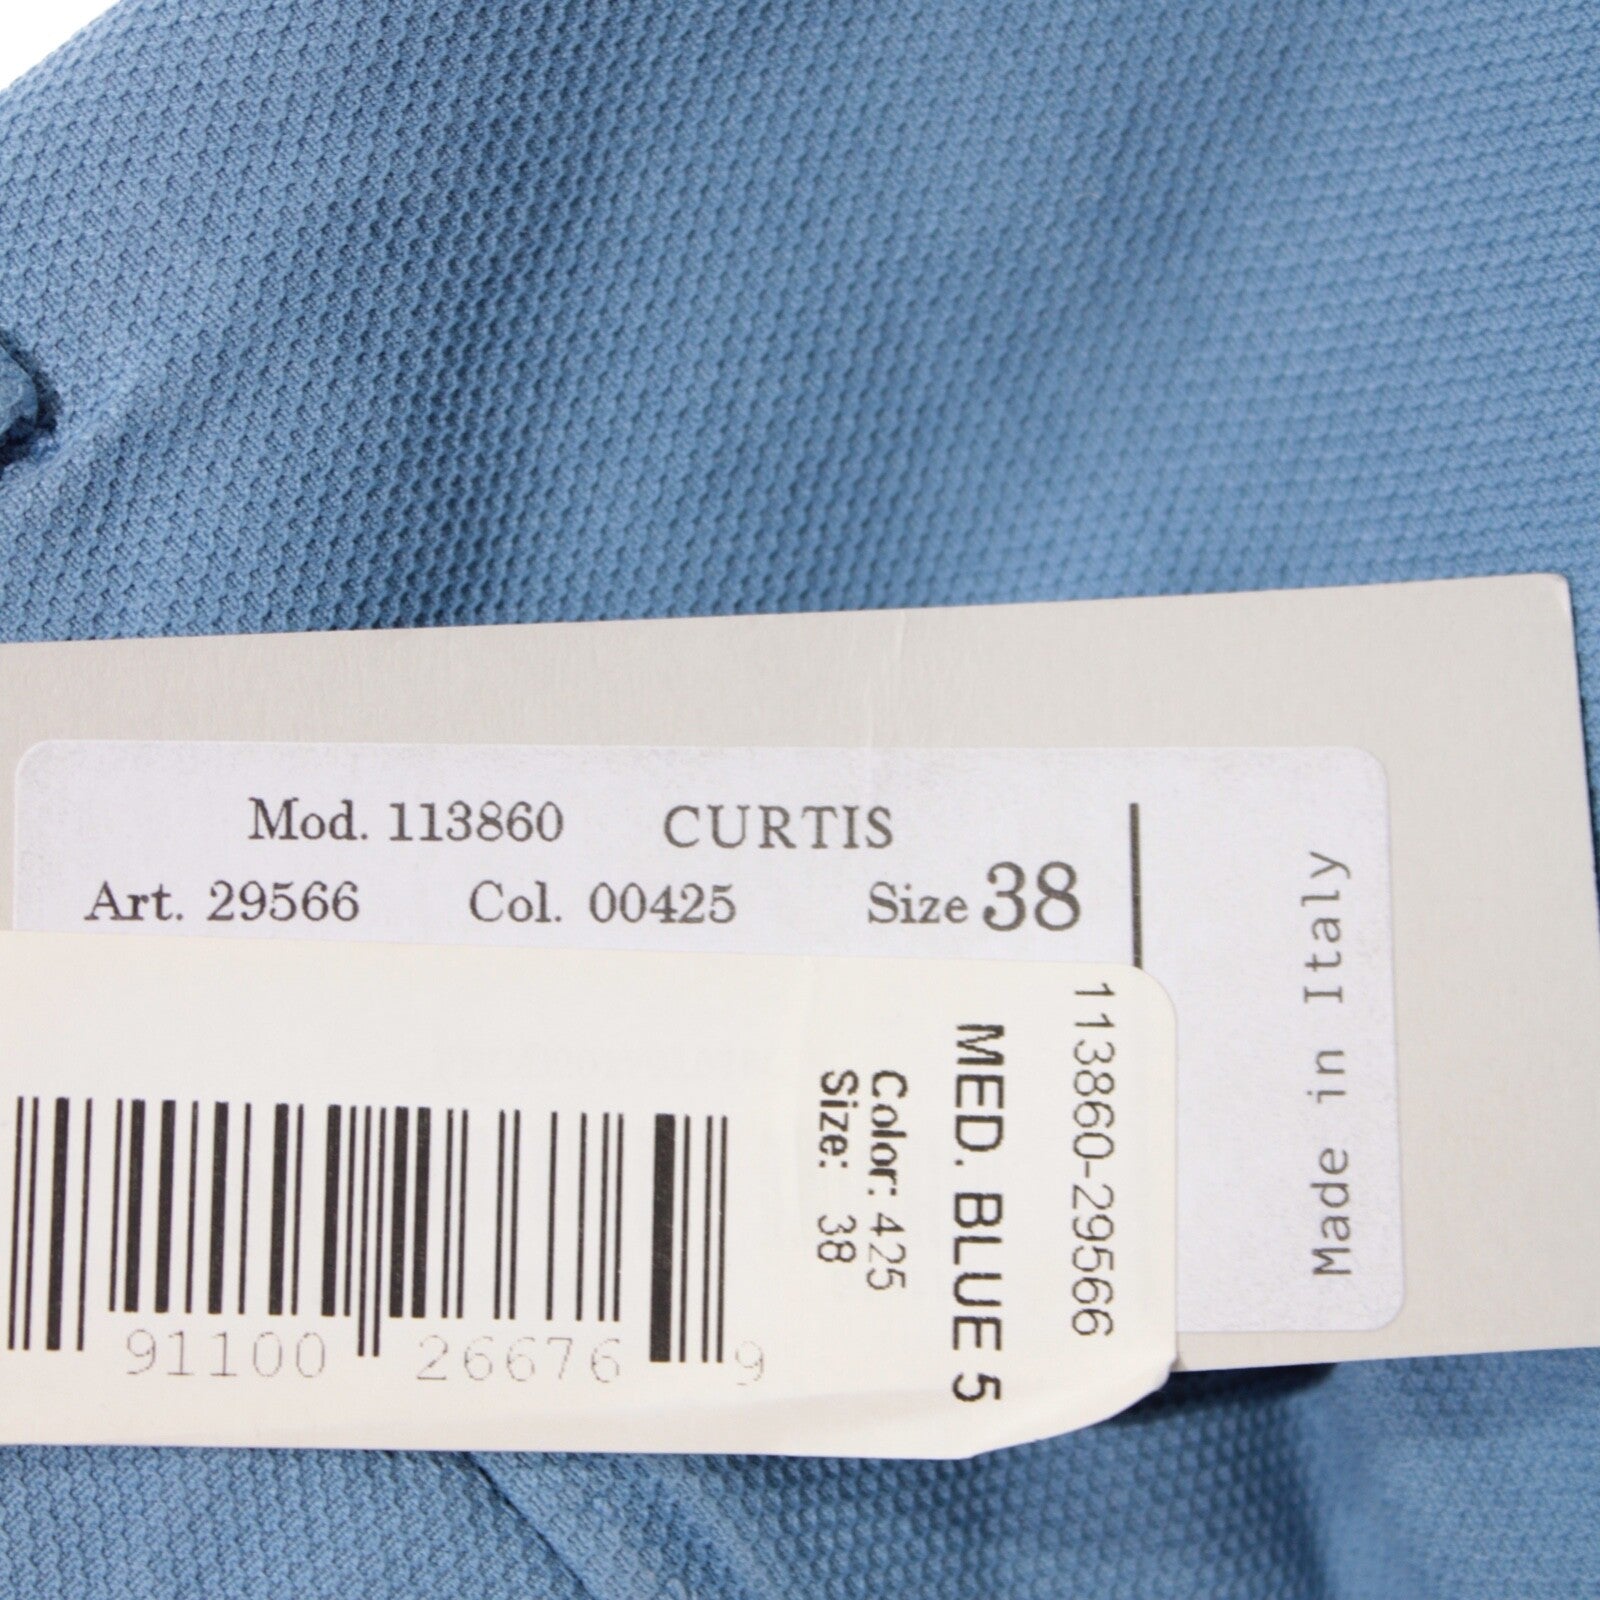 Mod. 113860 CURTIS
Art. 29566 Col. 00425 Size 38
Made in Italy
113860-29566
MED. BLUE 5
Color: 425
Size: 38
91100 26676 9